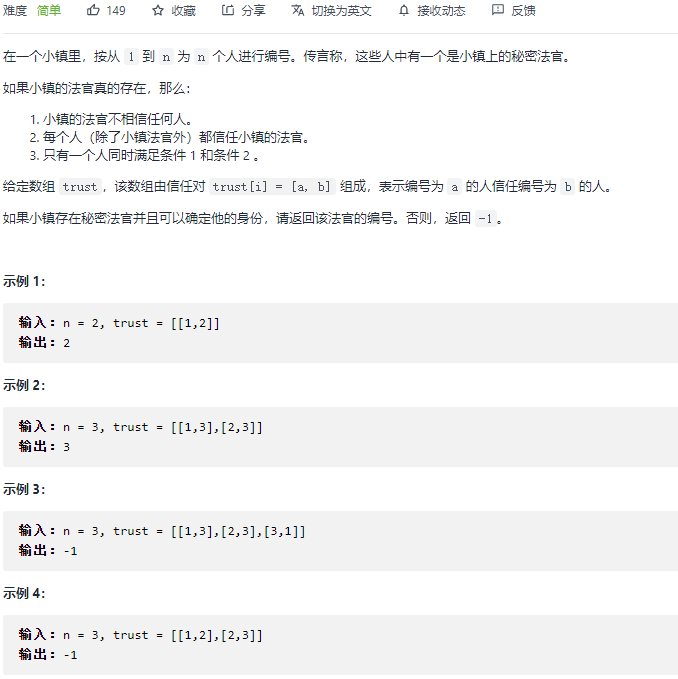 难度 简单 149 收藏 分享 切换为英文 接收动态 反馈
在一个小镇里，按从 1 到 n 为 n 个人进行编号。传言称，这些人中有一个是小镇上的秘密法官。
如果小镇的法官真的存在，那么：
1. 小镇的法官不相信任何人。
2. 每个人（除了小镇法官外）都信任小镇的法官。
3. 只有一个人同时满足条件 1 和条件 2 。
给定数组 trust，该数组由信任对 trust[i] = [a, b] 组成，表示编号为 a 的人信任编号为 b 的人。
如果小镇存在秘密法官并且可以确定他的身份，请返回该法官的编号。否则，返回 -1。
示例 1：
输入：n = 2, trust = [[1,2]]
输出：2
示例 2：
输入：n = 3, trust = [[1,3],[2,3]]
输出：3
示例 3：
输入：n = 3, trust = [[1,3],[2,3],[3,1]]
输出：-1
示例 4：
输入：n = 3, trust = [[1,2],[2,3]]
输出：-1